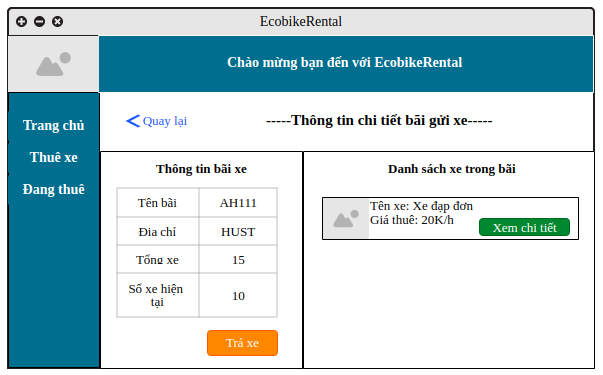 EcobikeRental
Chào mừng bạn đến với EcobikeRental
Trang chủ
Thuê xe
Đang thuê
Quay lại
-----Thông tin chi tiết bãi gửi xe-----
Thông tin bãi xe
Tên bãi AH111
Địa chỉ HUST
Tổng xe 15
Số xe hiện
tại
10
Trả xe
Danh sách xe trong bãi
Tên xe: Xe đạp đơn
Giá thuê: 20K/h
Xem chi tiết